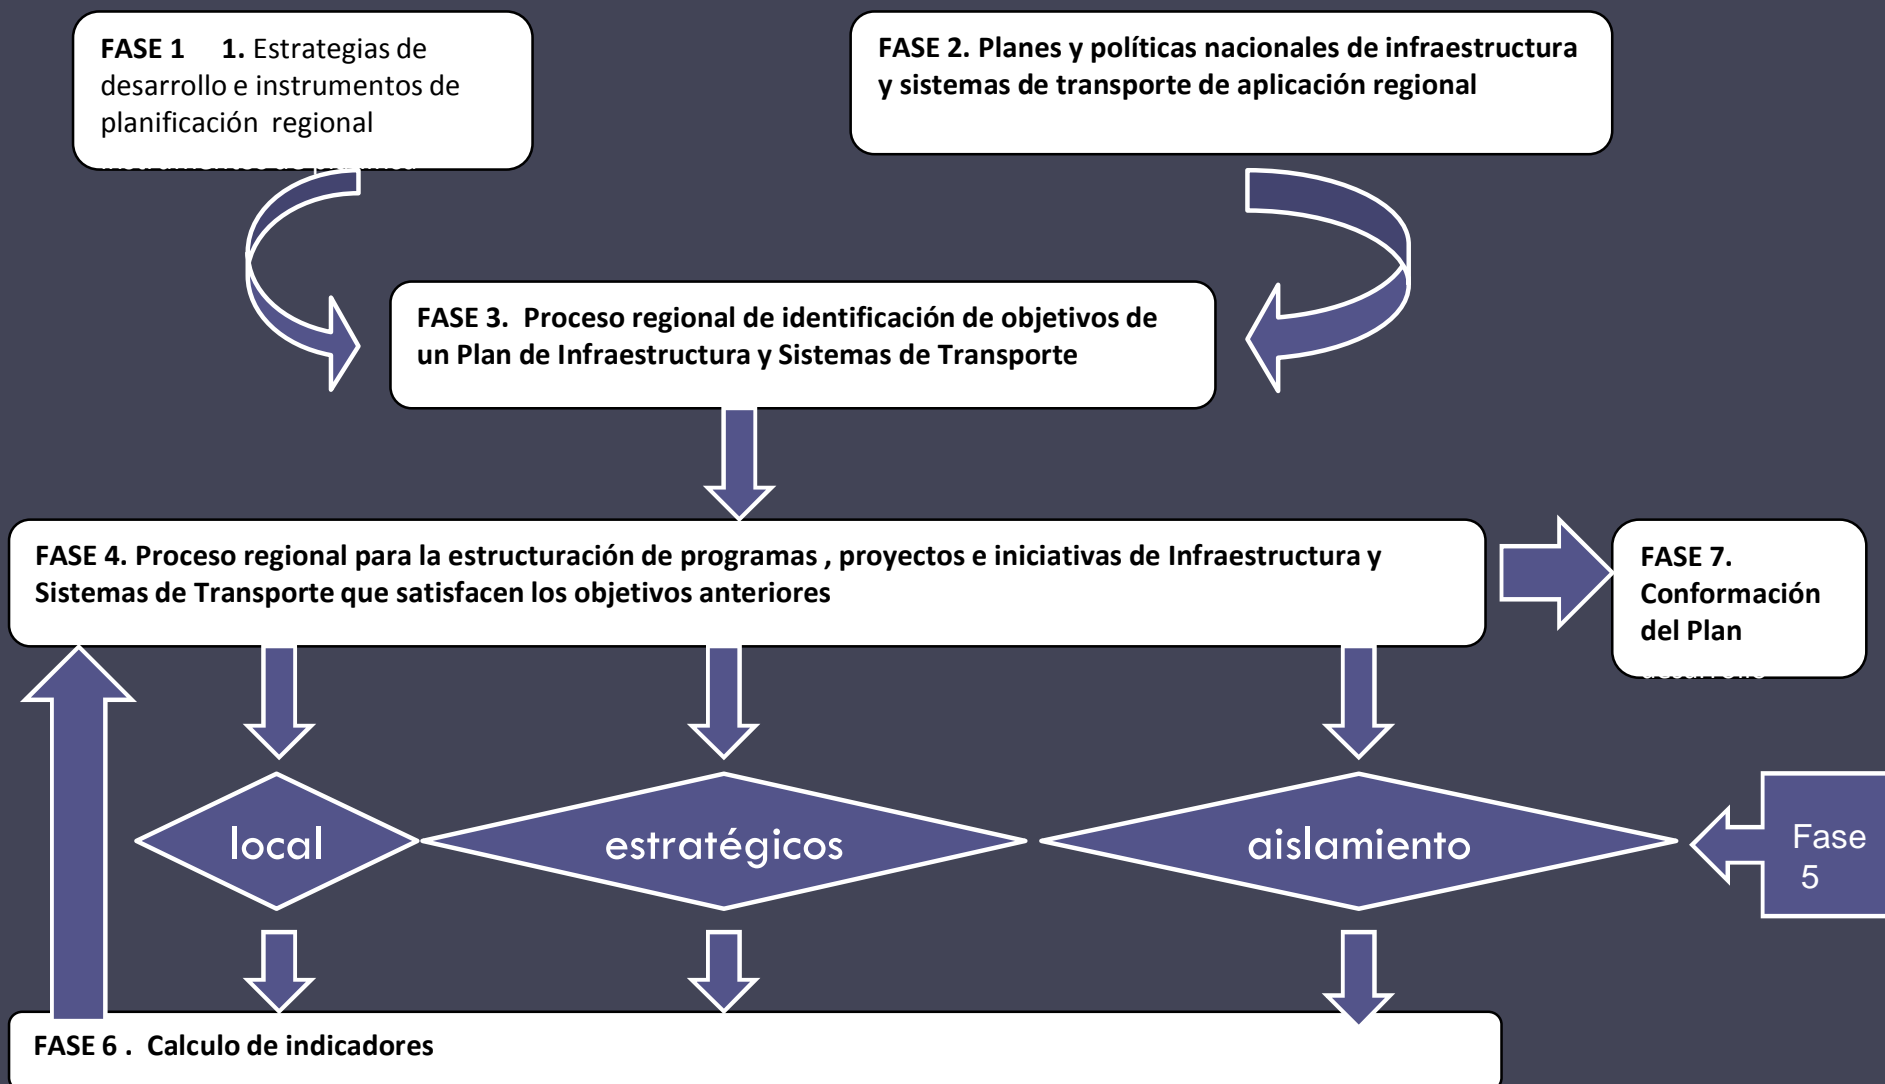 FASE 1 1. Estrategias de
desarrollo e instrumentos de
planificación regional
FASE 2. Planes y políticas nacionales de infraestructura
y sistemas de transporte de aplicación regional
FASE 3. Proceso regional de identificación de objetivos de
un Plan de Infraestructura y Sistemas de Transporte
FASE 4. Proceso regional para la estructuración de programas , proyectos e iniciativas de Infraestructura y
Sistemas de Transporte que satisfacen los objetivos anteriores
FASE 7.
Conformación
del Plan
local
estratégicos
aislamiento
Fase
5
FASE 6 . Calculo de indicadores